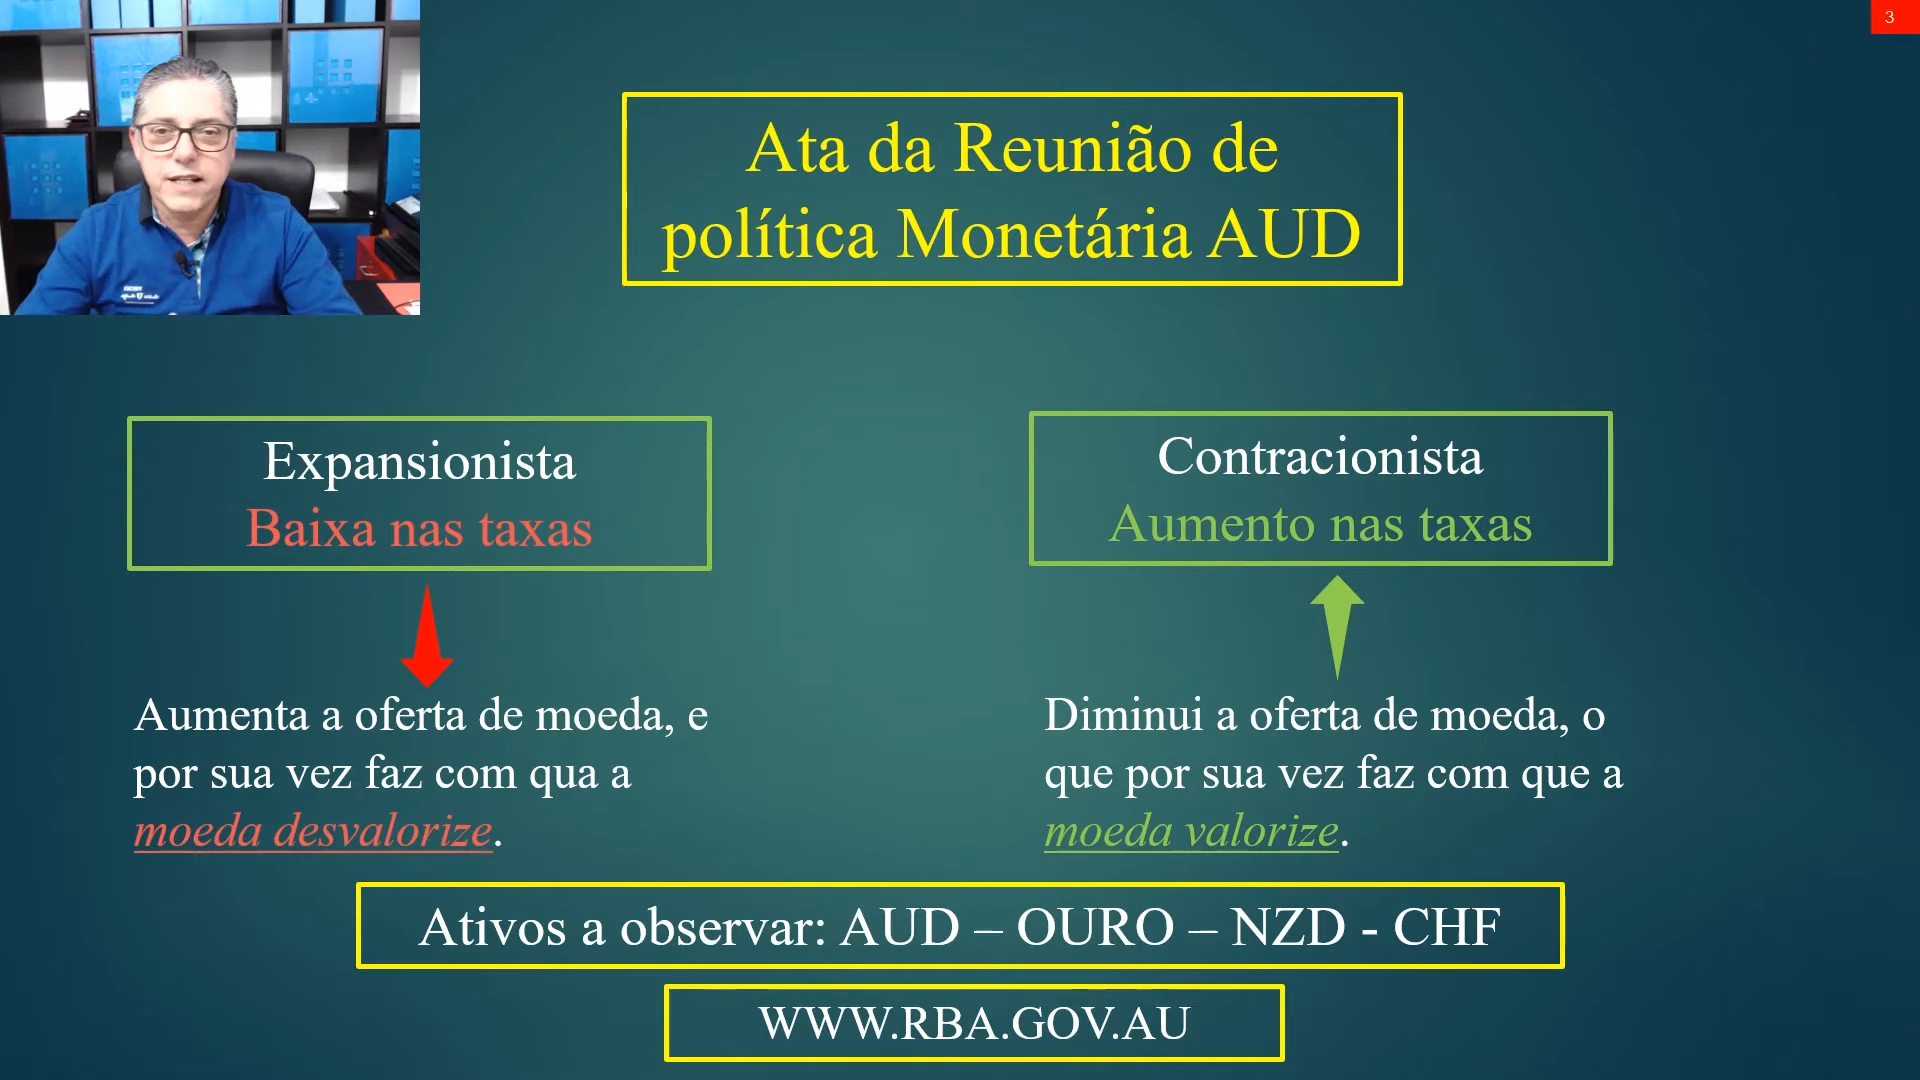 3
Ata da Reunião de
política Monetária AUD
Expansionista
Baixa nas taxas
Aumenta a oferta de moeda, e
por sua vez faz com qua a
moeda desvalorize.
Contracionista
Aumento nas taxas
Diminui a oferta de moeda, o
que por sua vez faz com que a
moeda valorize.
Ativos a observar: AUD – OURO – NZD - CHF
WWW.RBA.GOV.AU